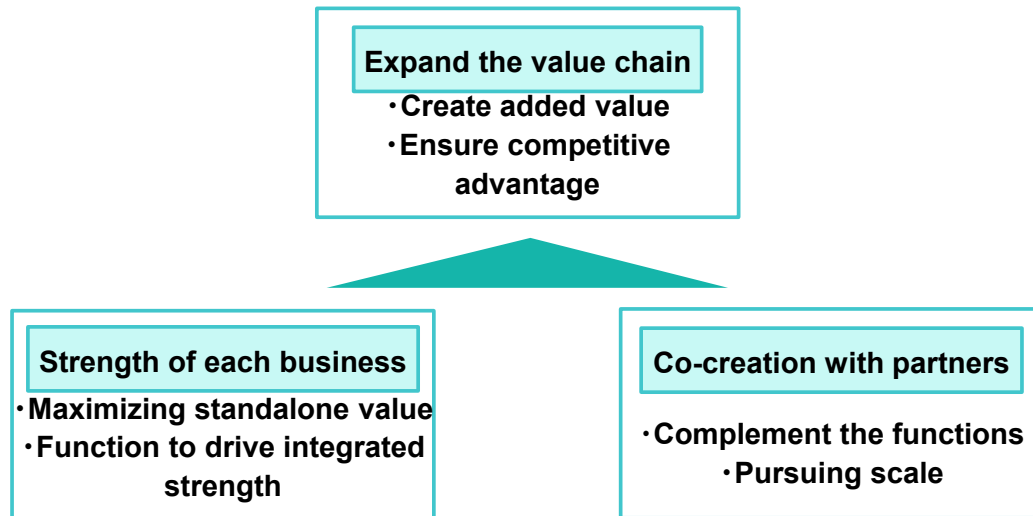 Expand the value chain
・Create added value
・Ensure competitive
advantage
Strength of each business
・Maximizing standalone value
・Function to drive integrated
strength
Co-creation with partners
・Complement the functions
・Pursuing scale